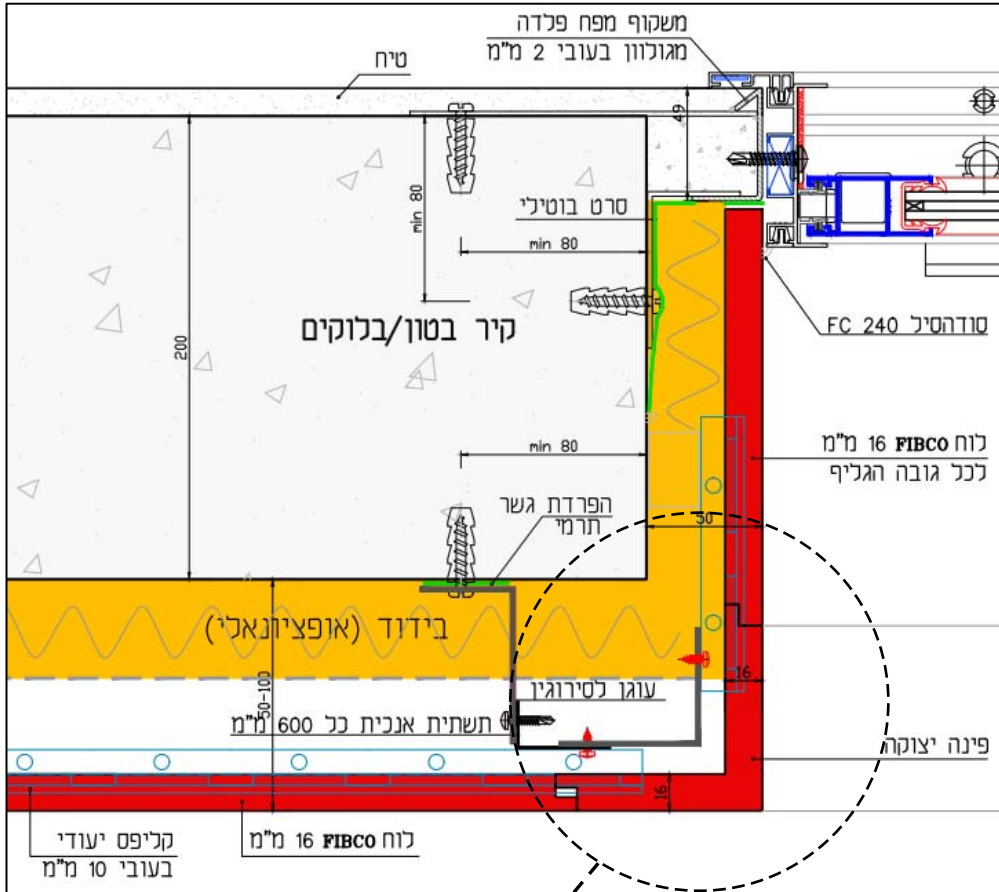 משקוף מפח פלדה
מגולוון בעובי 2 מ"מ
טיח
49
min 80
סרט בוטילי
min 80
200
קיר בטון/בלוקים
סודהסיל FC 240
min 80
לוח FIBCO 16 מ"מ
לכל גובה הגליף
הפרדת גשר
תרמי
50
בידוד (אופציונאלי)
16
עוגן לסירוגין
50-100
תשתית אנכית כל 600 מ"מ
פינה יצוקה
16
לוח FIBCO 16 מ"מ
קליפס יעודי
בעובי 10 מ"מ